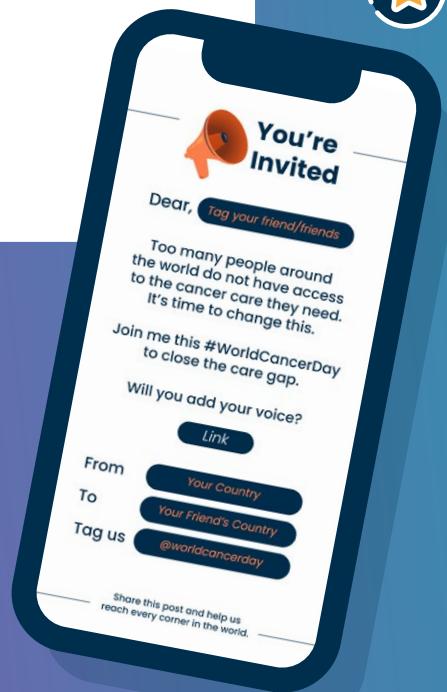 You're
Invited
Dear, Tag your friend/friends
Too many people around
the world do not have access
to the cancer care they need.
It's time to change this.
Join me this #WorldCancerDay
to close the care gap.
Will you add your voice?
Link
From Your Country
To Your Friend's Country
Tag us @worldcancerday
Share this post and help us
reach every corner in the world.